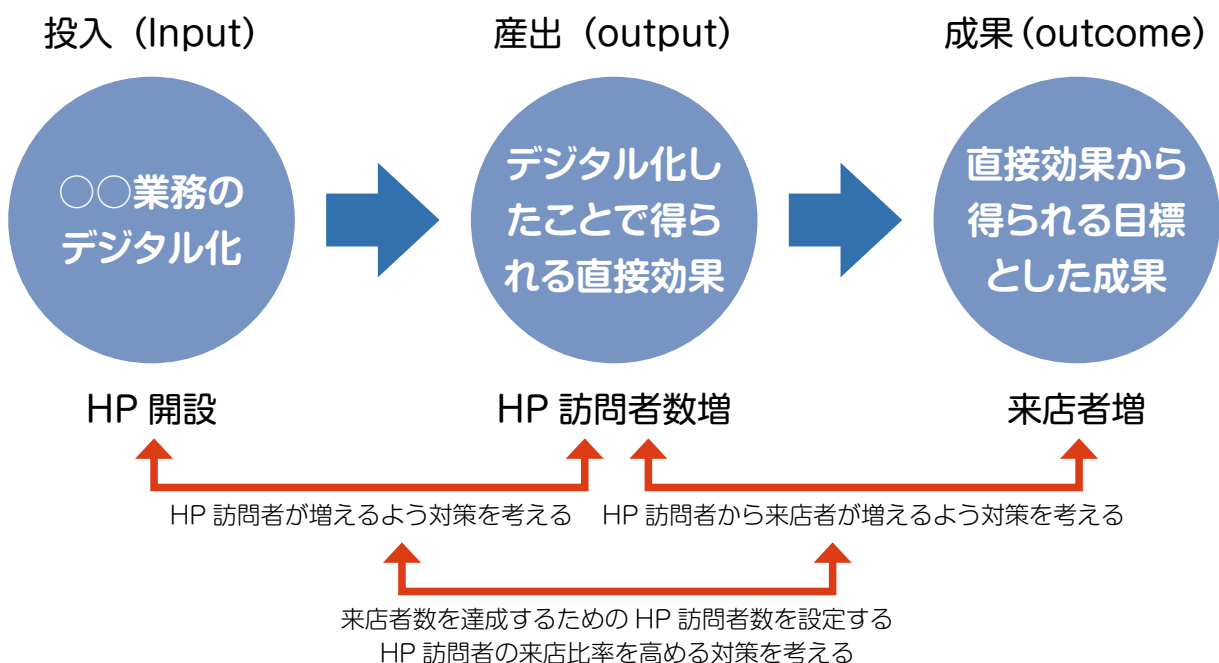 投入（Input）
産出（output）
成果（outcome）
○○業務の
デジタル化
デジタル化し
たことで得ら
れる直接効果
直接効果から
得られる目標
とした成果
HP 開設
HP 訪問者数増
来店者増
HP 訪問者が増えるよう対策を考える
HP 訪問者から来店者が増えるよう対策を考える
来店者数を達成するための HP 訪問者数を設定する
HP 訪問者の来店比率を高める対策を考える